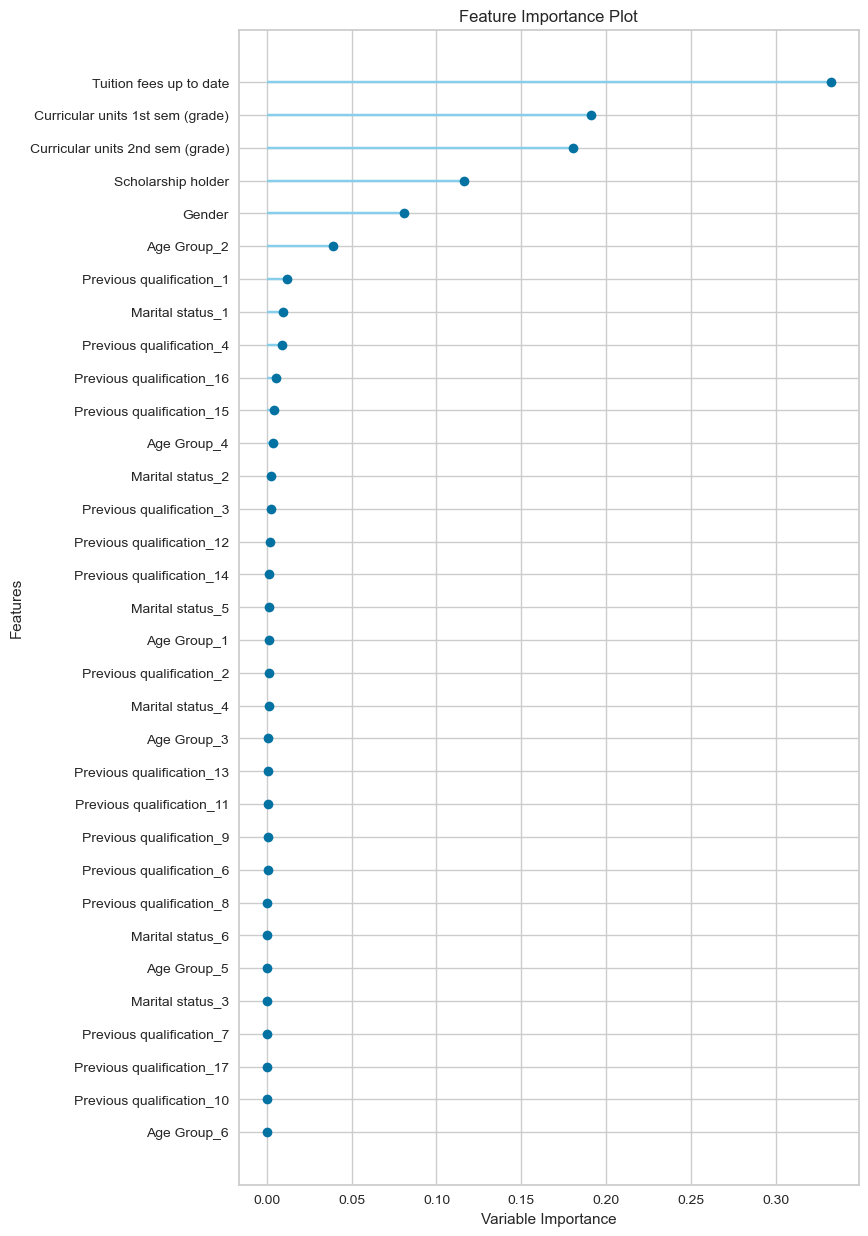 Feature Importance Plot
Tuition fees up to date
Curricular units 1st sem (grade)
Curricular units 2nd sem (grade)
Scholarship holder
Gender
Age Group_2
Previous qualification_1
Marital status_1
Previous qualification_4
Previous qualification_16
Previous qualification_15
Age Group_4
Marital status_2
Previous qualification_3
Previous qualification_12
Previous qualification_14
Marital status_5
Age Group_1
Previous qualification_2
Marital status_4
Age Group_3
Previous qualification_13
Previous qualification_11
Previous qualification_9
Previous qualification_6
Previous qualification_8
Marital status_6
Age Group_5
Marital status_3
Previous qualification_7
Previous qualification_17
Previous qualification_10
Age Group_6
Features
0.00 0.05 0.10 0.15 0.20 0.25 0.30
Variable Importance